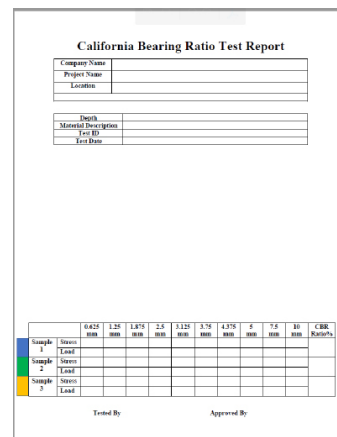 California Bearing Ratio Test Report
Company Name
Project Name
Location
Depth
Material Description
Test ID
Test Date
0.625 mm 1.25 mm 1.875 mm 2.5 mm 3.125 mm 3.75 mm 4.375 mm 5 mm 7.5 mm 10 mm CBR Ratio%
Sample 1 Stress
Load
Sample 2 Stress
Load
Sample 3 Stress
Load
Tested By Approved By